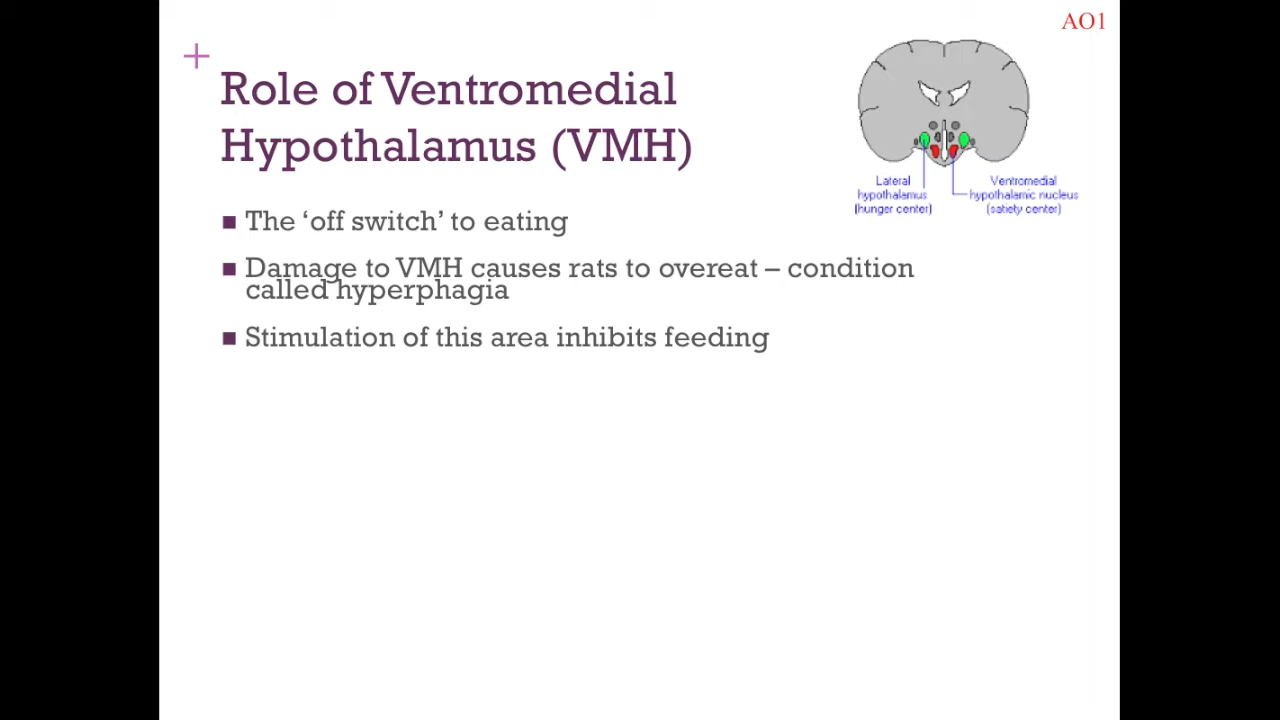 AO1
+
Role of Ventromedial
Hypothalamus (VMH)
Lateral
hypothalamus
(hunger center)
Ventromedial
hypothalamic nucleus
(satiety center)
The ‘off switch’ to eating
Damage to VMH causes rats to overeat – condition
called hyperphagia
Stimulation of this area inhibits feeding